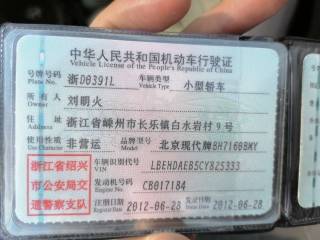 中华人民共和国机动车行驶证
Vehicle License of the People's Republic of China
号牌号码 浙D0391L 车辆类型 小型轿车
Plate No. Vehicle Type
所有人 刘明火
Owner
住址 浙江省嵊州市长乐镇白水岩村9号
Address
使用性质 非营运 品牌型号 北京现代牌BH7160BMY
Use Character Model
浙江省绍兴 车辆识别代号 LBEHDAEB5CY825333
VIN
市公安局交 发动机号码 CB017184
Engine No.
通警察支队 注册日期 2012-06-28 发证日期 2012-06-28
Register Date Issue Date